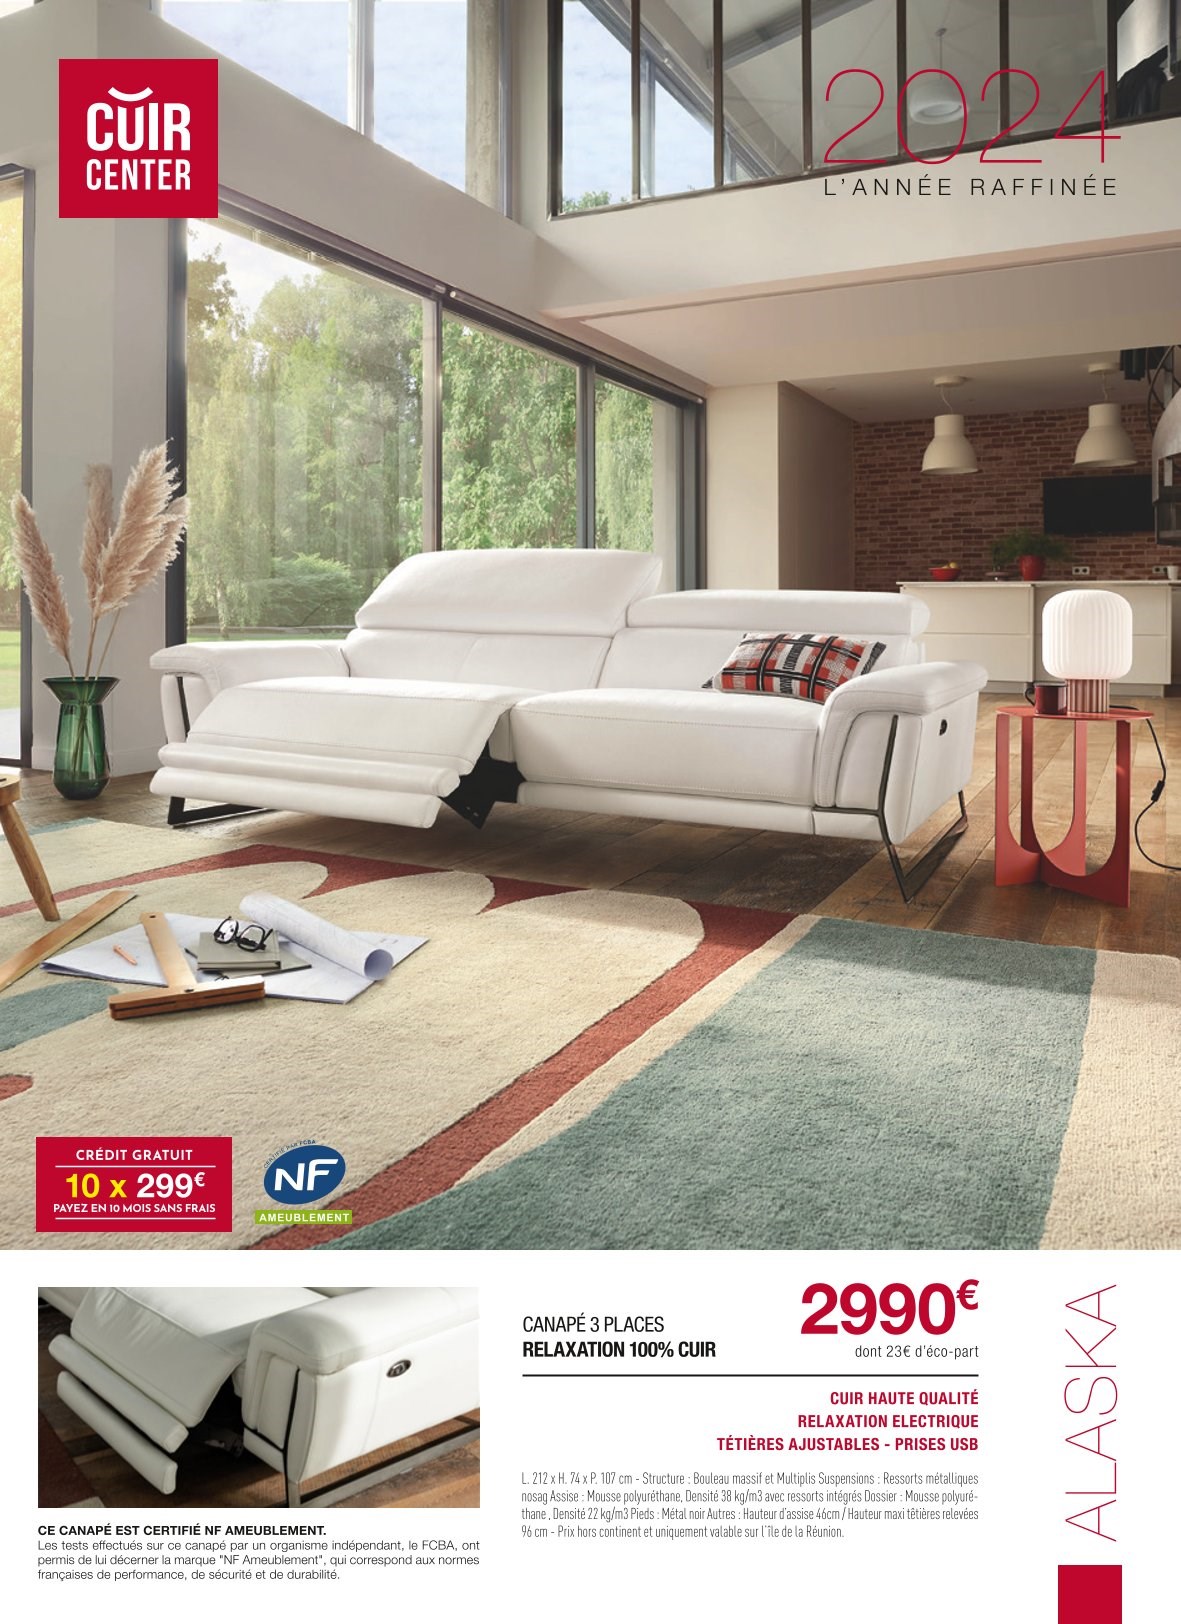 CUIR
CENTER
2024
L'ANNÉE RAFFINÉE
CRÉDIT GRATUIT
10 x 299€
PAYEZ EN 10 MOIS SANS FRAIS
NF
AMEUBLEMENT
CANAPÉ 3 PLACES
RELAXATION 100% CUIR
2990€
dont 23€ d'éco-part
CUIR HAUTE QUALITÉ
RELAXATION ELECTRIQUE
TÉTIÈRES AJUSTABLES - PRISES USB
L. 212 x H. 74 x P. 107 cm - Structure : Bouleau massif et Multiplis Suspensions : Ressorts métalliques
nosag Assise : Mousse polyuréthane, Densité 38 kg/m3 avec ressorts intégrés Dossier : Mousse polyuré-
thane , Densité 22 kg/m3 Pieds : Métal noir Autres : Hauteur d'assise 46cm / Hauteur maxi têtières relevées
96 cm - Prix hors continent et uniquement valable sur l'île de la Réunion.
ALASKA
CE CANAPÉ EST CERTIFIÉ NF AMEUBLEMENT.
Les tests effectués sur ce canapé par un organisme indépendant, le FCBA, ont
permis de lui décerner la marque "NF Ameublement", qui correspond aux normes
françaises de performance, de sécurité et de durabilité.